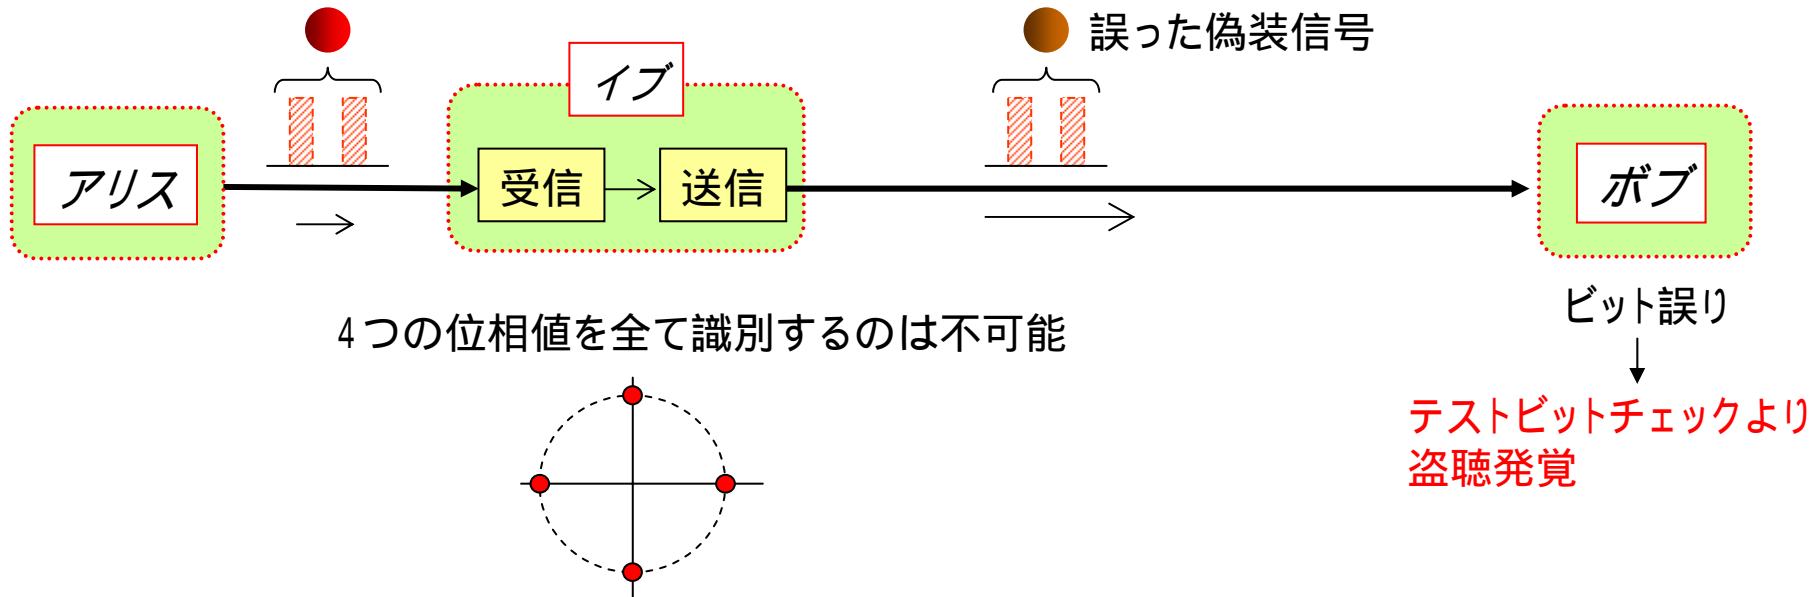 誤った偽装信号
イブ
アリス
受信
送信
ボブ
ビット誤り
4つの位相値を全て識別するのは不可能
テストビットチェックより
盗聴発覚